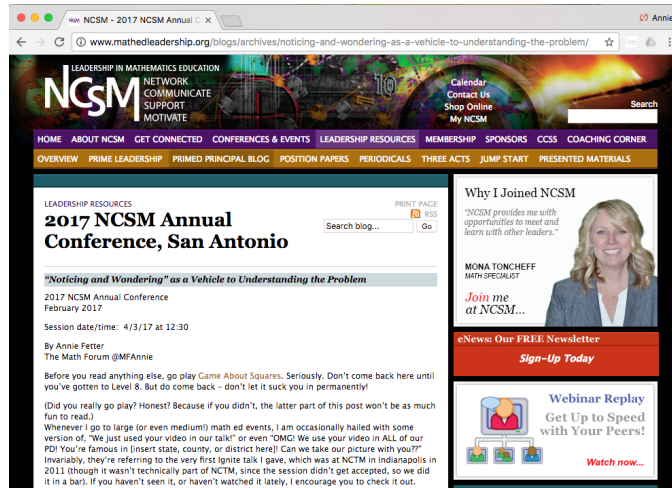 NCSM - 2017 NCSM Annual C
Annie
www.mathedleadership.org/blogs/archives/noticing-and-wondering-as-a-vehicle-to-understanding-the-problem/
LEADERSHIP IN MATHEMATICS EDUCATION
NCSM
NETWORK
COMMUNICATE
SUPPORT
MOTIVATE
10
Calendar
Contact Us
Shop Online
My NCSM
Search
HOME ABOUT NCSM GET CONNECTED CONFERENCES & EVENTS LEADERSHIP RESOURCES MEMBERSHIP SPONSORS CCSS COACHING CORNER
OVERVIEW PRIME LEADERSHIP PRIMED PRINCIPAL BLOG POSITION PAPERS PERIODICALS THREE ACTS JUMP START PRESENTED MATERIALS
LEADERSHIP RESOURCES
PRINT PAGE
RSS
2017 NCSM Annual
Conference, San Antonio
Search blog... Go
“Noticing and Wondering” as a Vehicle to Understanding the Problem
2017 NCSM Annual Conference
February 2017
Session date/time: 4/3/17 at 12:30
By Annie Fetter
The Math Forum @MFAnnie
Before you read anything else, go play Game About Squares. Seriously. Don't come back here until
you've gotten to Level 8. But do come back – don't let it suck you in permanently!
(Did you really go play? Honest? Because if you didn't, the latter part of this post won't be as much
fun to read.)
Whenever I go to large (or even medium!) math ed events, I am occasionally hailed with some
version of, "We just used your video in our talk!" or even "OMG! We use your video in ALL of our
PD! You're famous in [insert state, county, or district here]! Can we take our picture with you??"
Invariably, they're referring to the very first Ignite talk I gave, which was at NCTM in Indianapolis in
2011 (though it wasn't technically part of NCTM, since the session didn't get accepted, so we did
it in a bar). If you haven't seen it, or haven't watched it lately, I encourage you to check it out.
Why I Joined NCSM
"NCSM provides me with
opportunities to meet and
learn with other leaders."
MONA TONCHEFF
MATH SPECIALIST
Join me
at NCSM...
eNews: Our FREE Newsletter
Sign-Up Today
Webinar Replay
Get Up to Speed
with Your Peers!
Watch now...